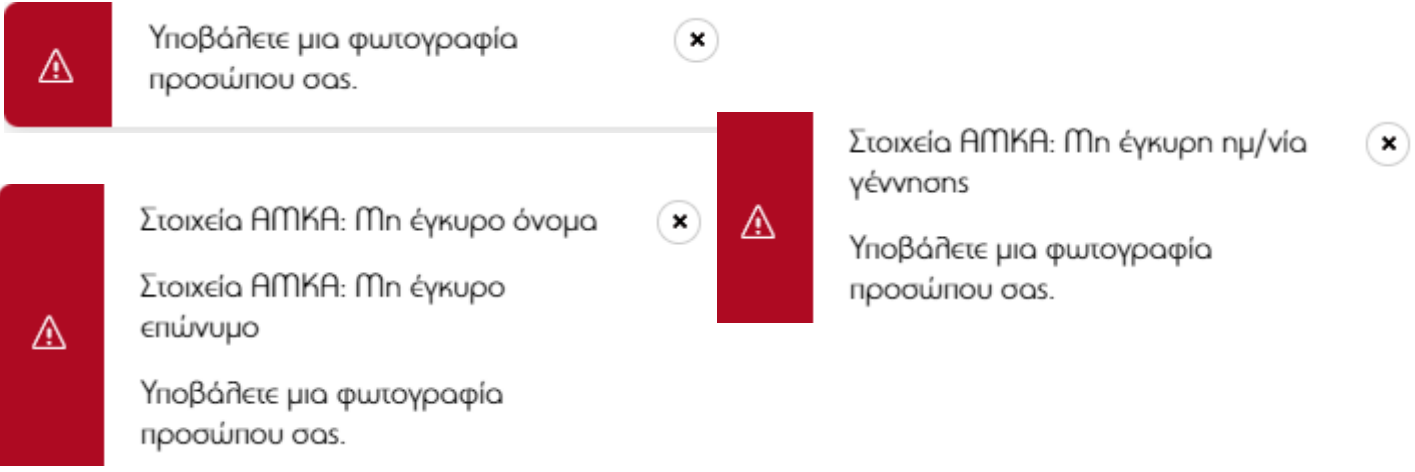 Υποβάλετε μια φωτογραφία
προσώπου σας.
Στοιχεία ΑΜΚΑ: Μη έγκυρο όνομα
Στοιχεία ΑΜΚΑ: Μη έγκυρο
επώνυμο
Υποβάλετε μια φωτογραφία
προσώπου σας.
Στοιχεία ΑΜΚΑ: Μη έγκυρη ημ/νία
γέννησης
Υποβάλετε μια φωτογραφία
προσώπου σας.